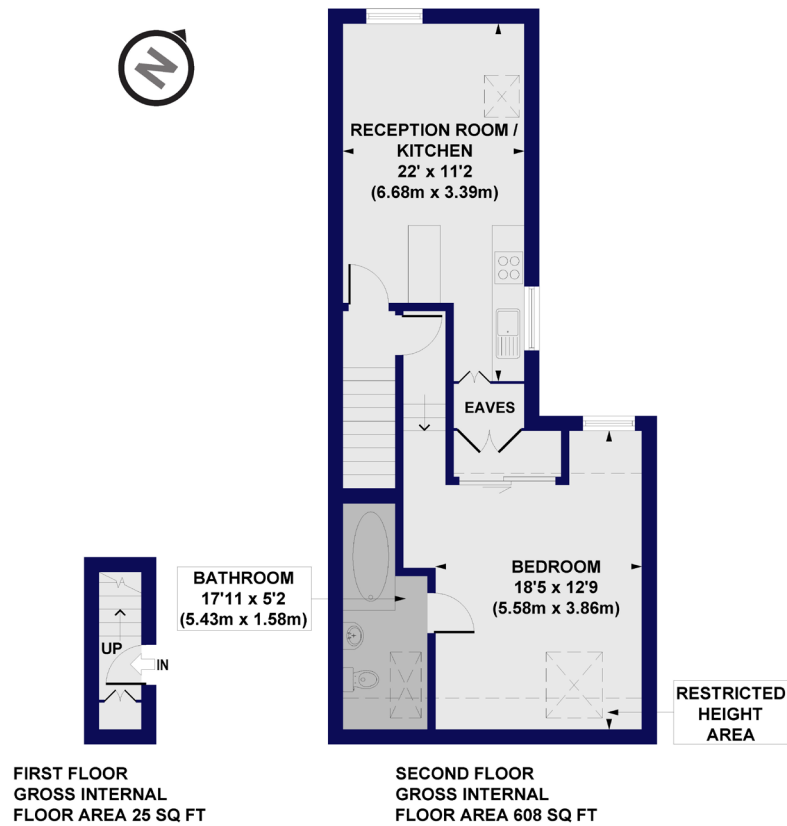 N
RECEPTION ROOM /
KITCHEN
22' x 11'2
(6.68m x 3.39m)
EAVES
BEDROOM
18'5 x 12'9
(5.58m x 3.86m)
BATHROOM
17'11 x 5'2
(5.43m x 1.58m)
UP
IN
RESTRICTED
HEIGHT
AREA
FIRST FLOOR
GROSS INTERNAL
FLOOR AREA 25 SQ FT
SECOND FLOOR
GROSS INTERNAL
FLOOR AREA 608 SQ FT